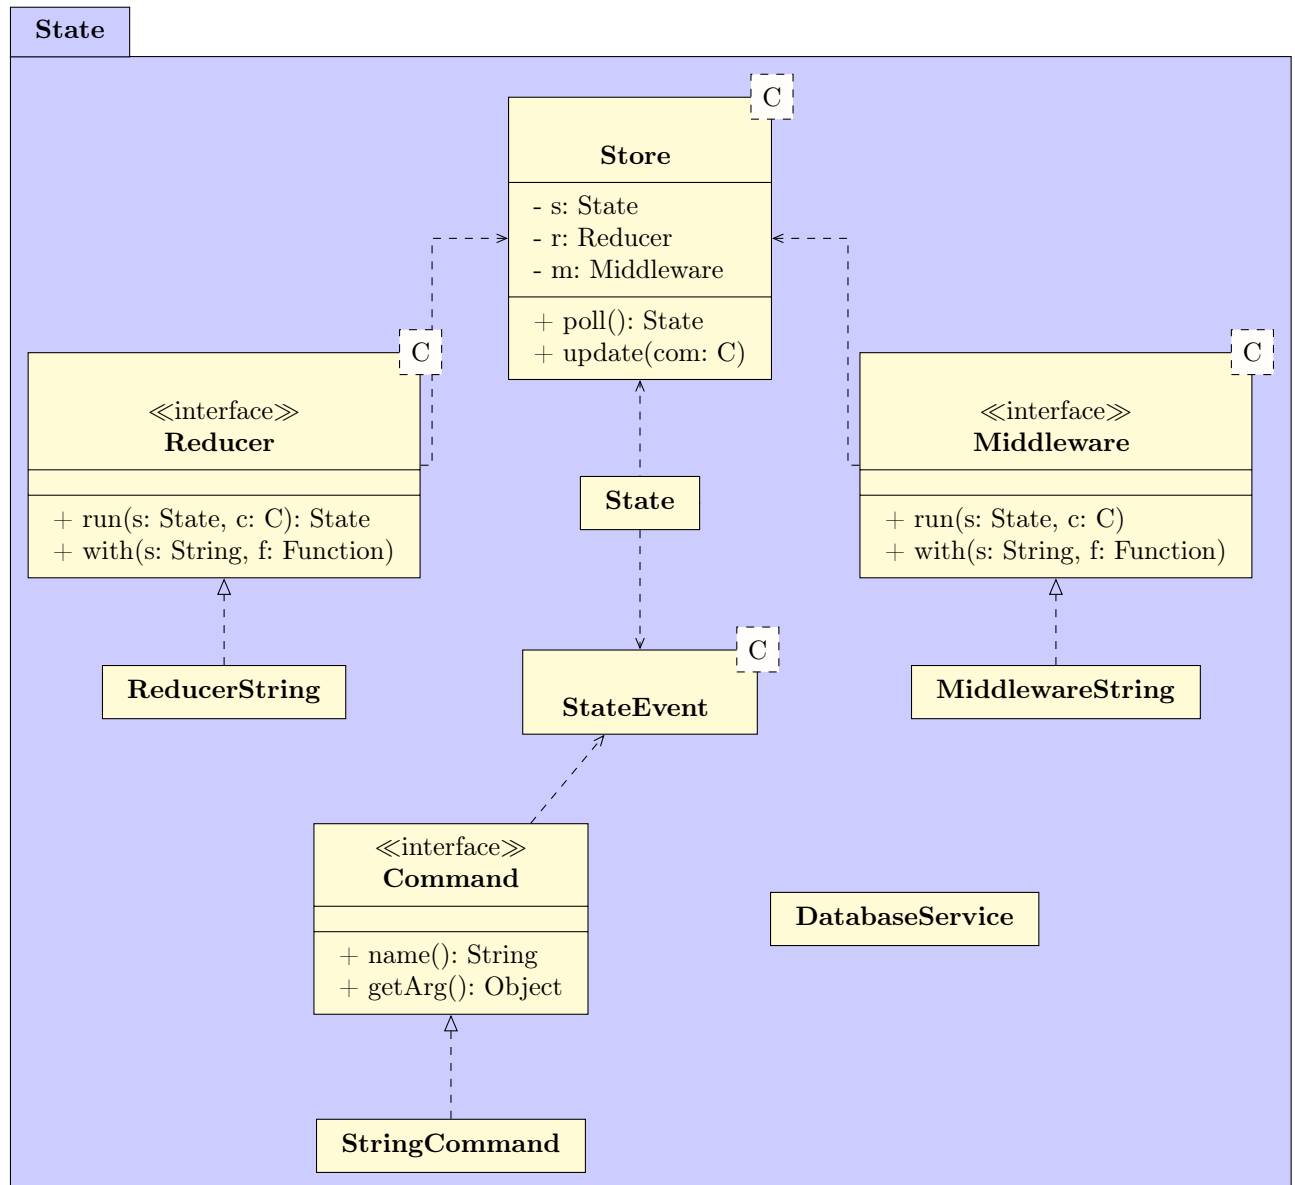 State
C
Store
- s: State
- r: Reducer
- m: Middleware
+ poll(): State
+ update(com: C)
C
≪interface≫
Reducer
+ run(s: State, c: C): State
+ with(s: String, f: Function)
C
≪interface≫
Middleware
+ run(s: State, c: C)
+ with(s: String, f: Function)
State
ReducerString
C
StateEvent
MiddlewareString
≪interface≫
Command
+ name(): String
+ getArg(): Object
DatabaseService
StringCommand